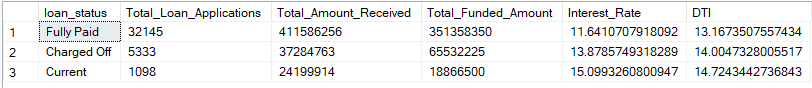 loan_status Total_Loan_Applications Total_Amount_Received Total_Funded_Amount Interest_Rate DTI
1 Fully Paid 32145 411586256 351358350 11.6410707918092 13.1673507557434
2 Charged Off 5333 37284763 65532225 13.8785749318289 14.0047328005517
3 Current 1098 24199914 18866500 15.0993260800947 14.7243442736843